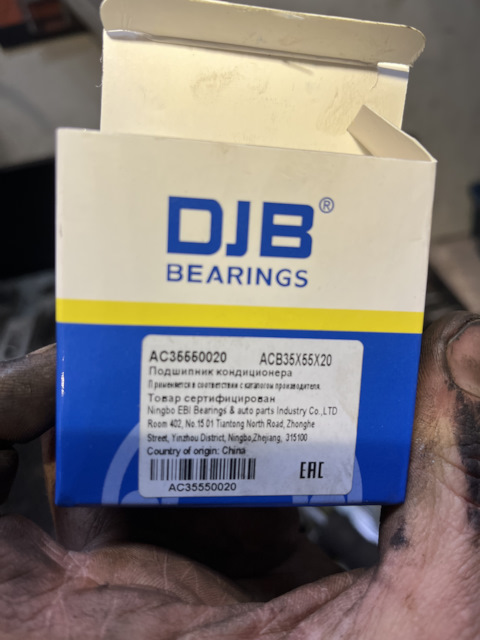 DJB®
BEARINGS
AC35550020 ACB35X55X20
Подшипник кондиционера
Применяется в соответствии с каталогом производителя.
Товар сертифицирован
Ningbo EBI Bearings & auto parts Industry Co.,LTD
Room 402, No.15 01 Tiantong North Road, Zhonghe
Street, Yinzhou District, Ningbo,Zhejiang, 315100
Country of origin: China
EAC
AC35550020